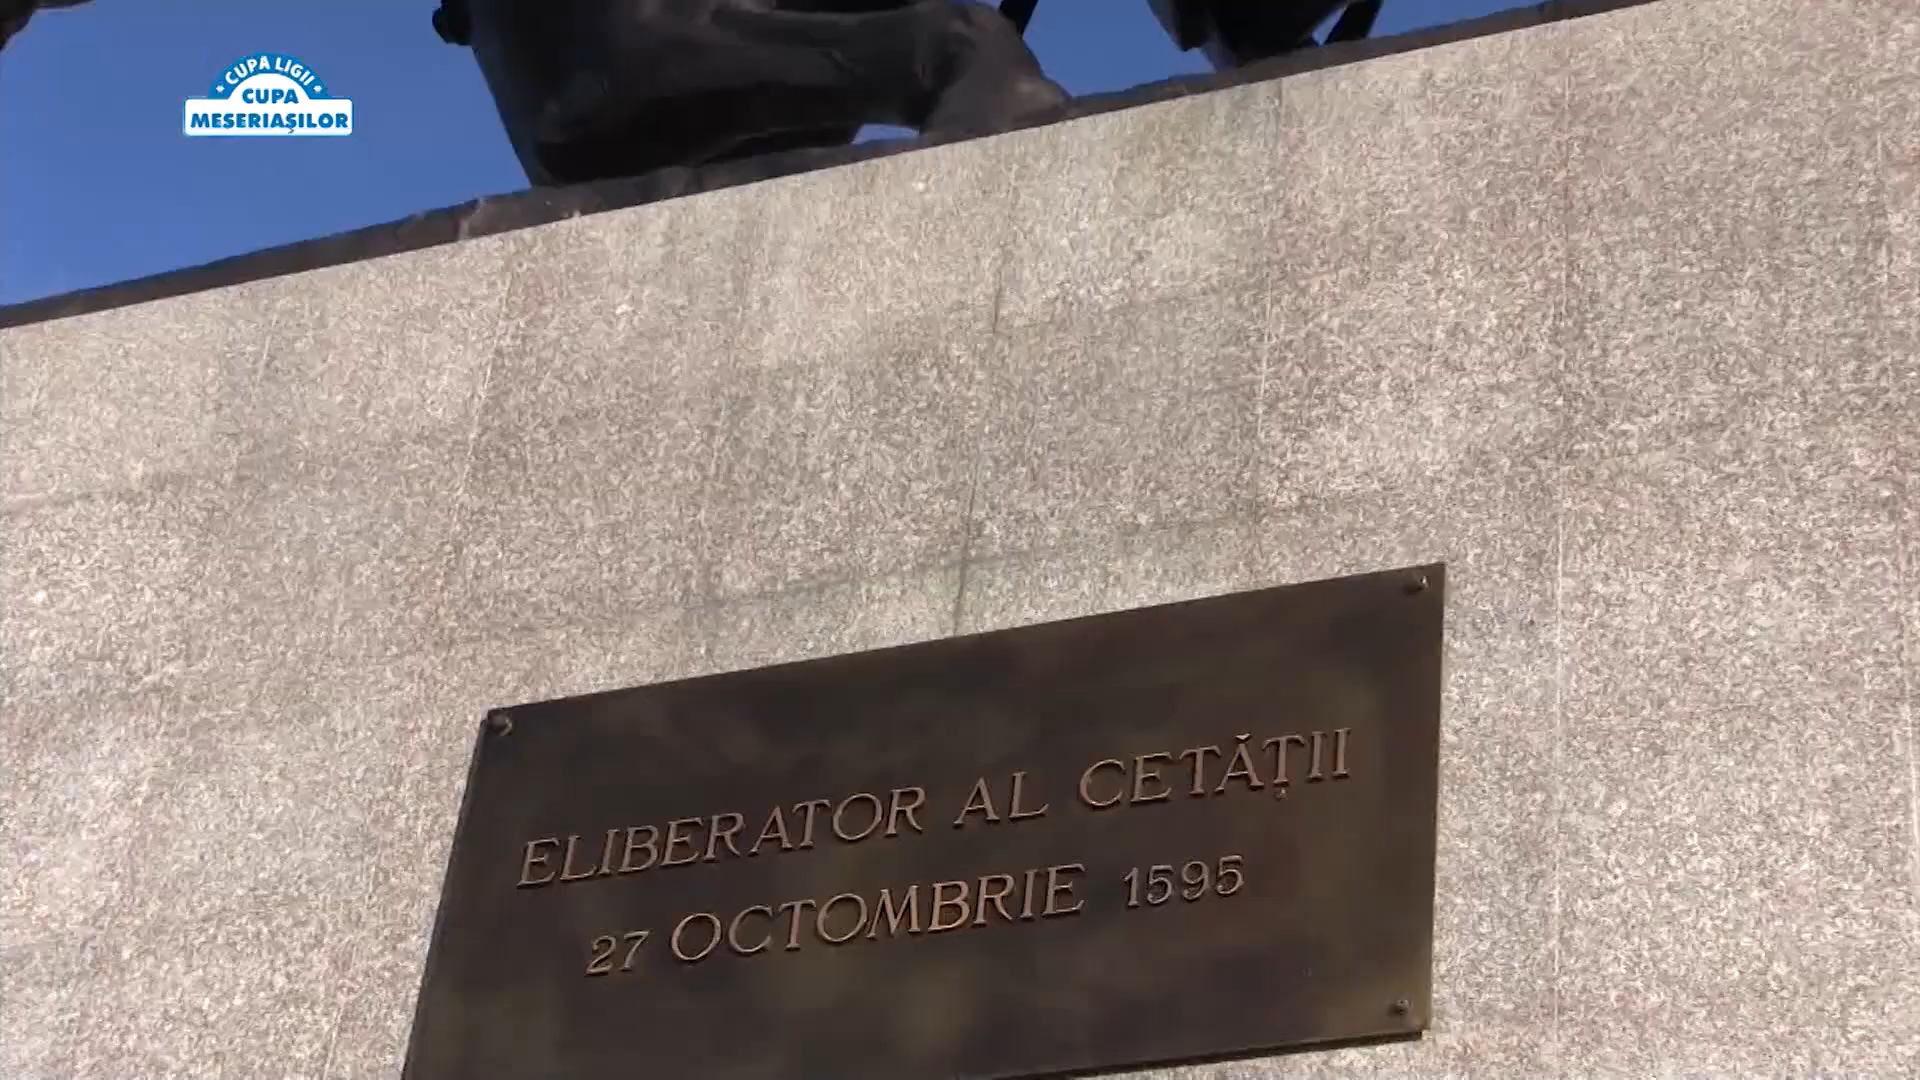 CUPA LIGII
CUPA
MESERIAȘILOR
ELIBERATOR AL CETĂȚII
27 OCTOMBRIE 1595